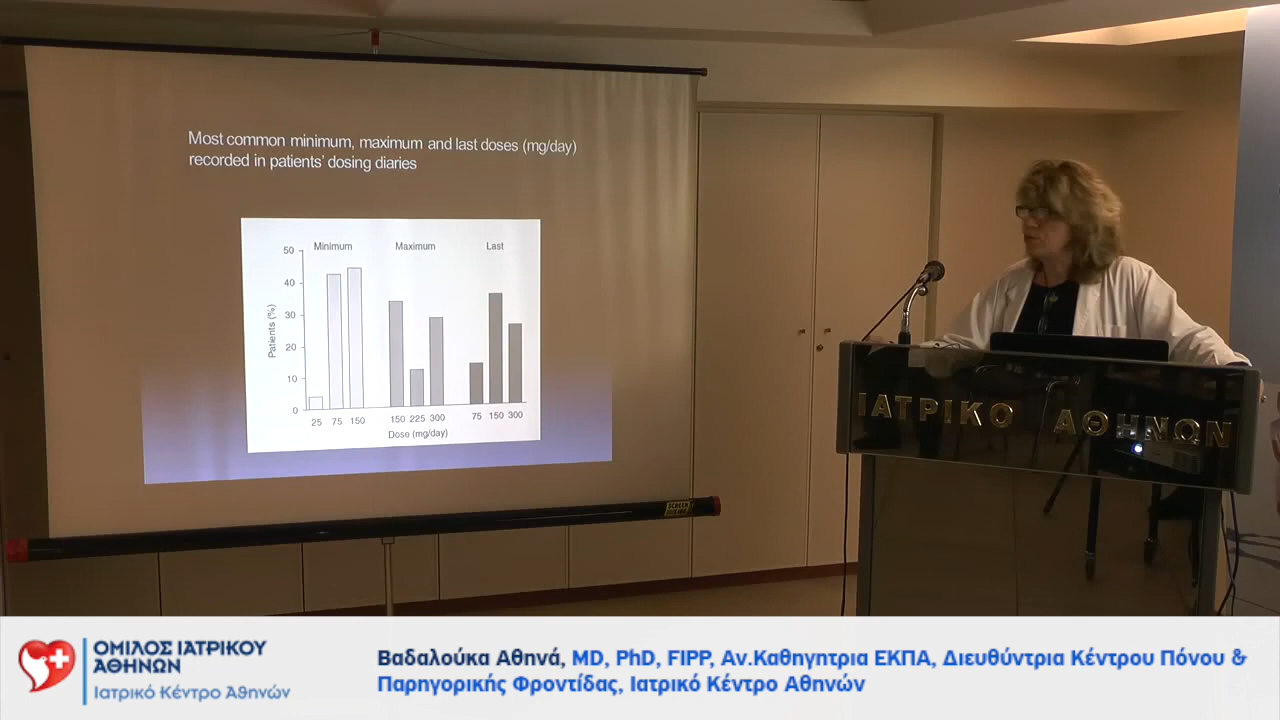 Most common minimum, maximum and last doses (mg/day)
recorded in patients' dosing diaries
Minimum Maximum Last
50
40
30
20
10
0
Patients (%)
25 75 150 150 225 300 75 150 300
Dose (mg/day)
ΙΑΤΡΙΚΟ ΑΘΗΝΩΝ
ΟΜΙΛΟΣ ΙΑΤΡΙΚΟΥ
ΑΘΗΝΩΝ
Ιατρικό Κέντρο Αθηνών
Βαδαλούκα Αθηνά, MD, PhD, FIPP, Αν.Καθηγητρια ΕΚΠΑ, Διευθύντρια Κέντρου Πόνου &
Παρηγορικής Φροντίδας, Ιατρικό Κέντρο Αθηνών